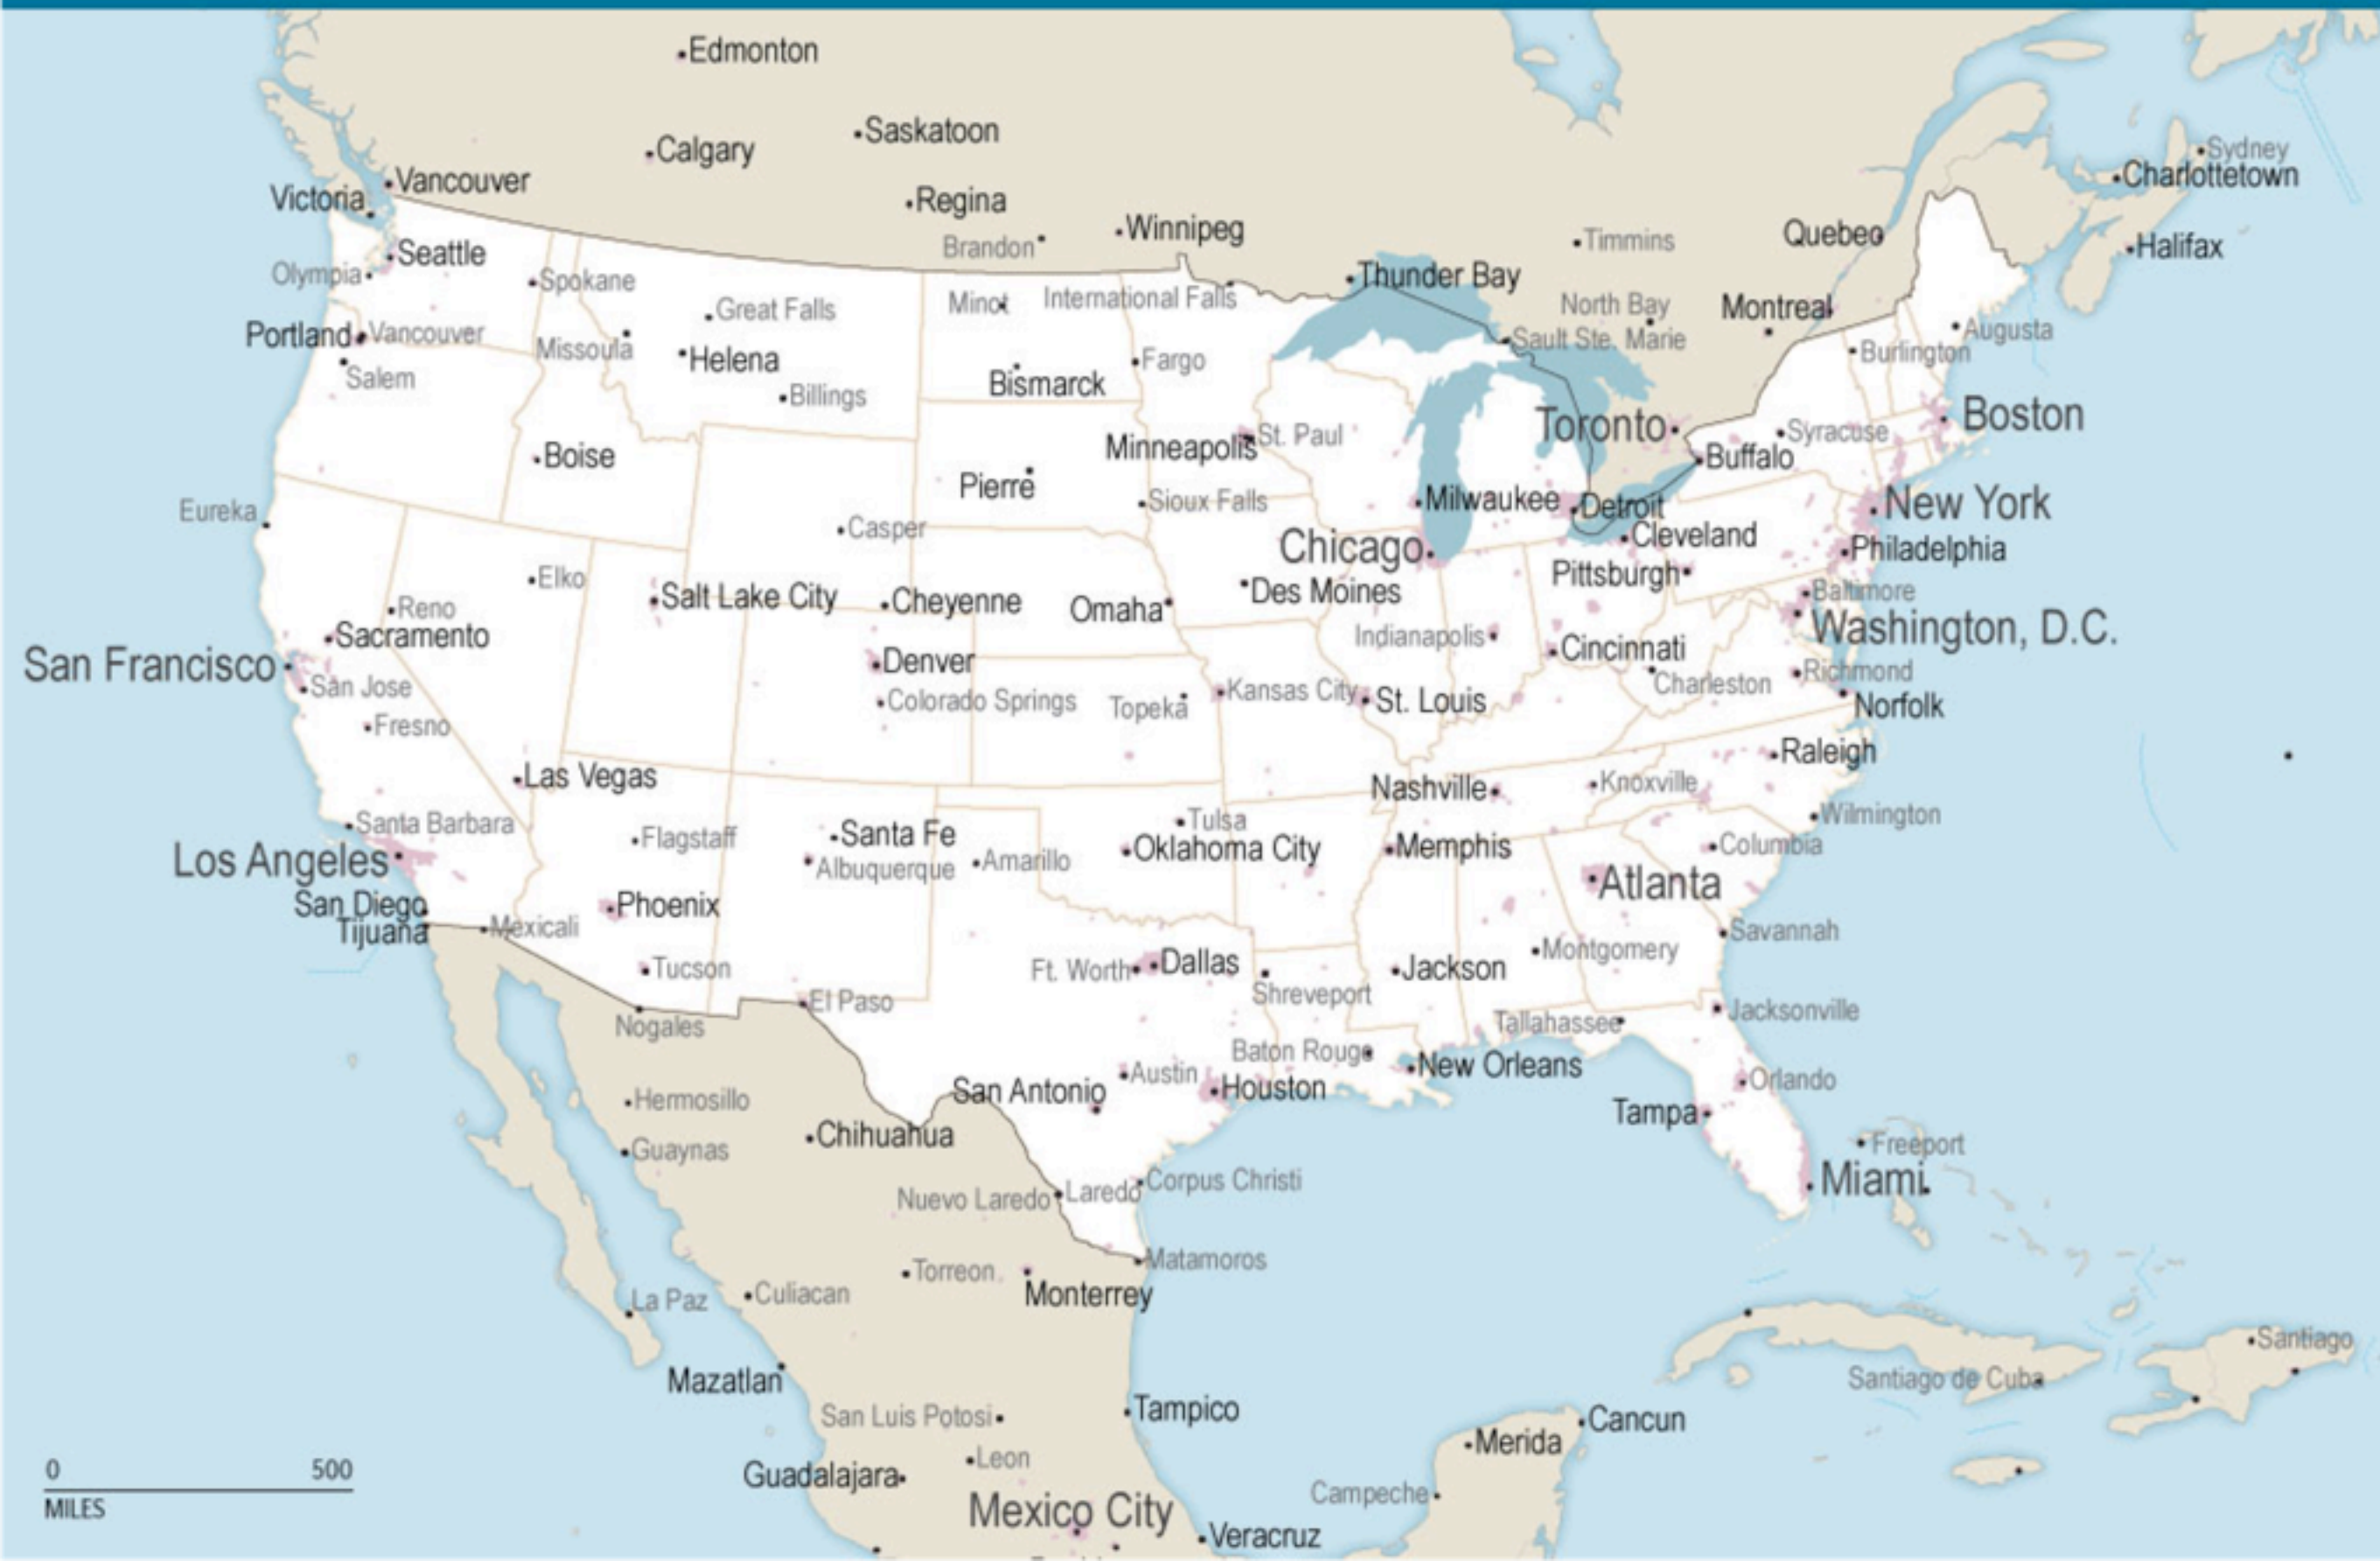 Edmonton
Saskatoon
Calgary
Sydney
Charlottetown
Vancouver
Victoria
Regina
Winnipeg
Brandon
Timmins
Quebeo
Halifax
Seattle
Olympia
Spokane
Thunder Bay
Great Falls
Minot
International Falls
North Bay
Montreal
Portland
Vancouver
Missoula
Helena
Sault Ste. Marie
Augusta
Burlington
Salem
Billings
Bismarck
Fargo
Toronto
Boston
Boise
Minneapolis
St. Paul
Syracuse
Buffalo
Pierre
Sioux Falls
Milwaukee
Detroit
New York
Eureka
Casper
Chicago
Cleveland
Philadelphia
Elko
Salt Lake City
Cheyenne
Omaha
Des Moines
Pittsburgh
Baltimore
Reno
Sacramento
Indianapolis
Washington, D.C.
San Francisco
San Jose
Denver
Colorado Springs
Topeka
Kansas City
St. Louis
Cincinnati
Charleston
Richmond
Norfolk
Fresno
Las Vegas
Nashville
Knoxville
Raleigh
Santa Barbara
Flagstaff
Santa Fe
Albuquerque
Amarillo
Tulsa
Oklahoma City
Memphis
Wilmington
Columbia
Los Angeles
Atlanta
San Diego
Tijuana
Mexicali
Phoenix
Savannah
Tucson
Ft. Worth
Dallas
Shreveport
Jackson
Montgomery
El Paso
Nogales
Tallahassee
Jacksonville
Baton Rouge
New Orleans
San Antonio
Austin
Houston
Orlando
Hermosillo
Chihuahua
Tampa
Guaynas
Freeport
Nuevo Laredo
Laredo
Corpus Christi
Miami
Torreon
Monterrey
Matamoros
La Paz
Culiacan
Santiago
Santiago de Cuba
Mazatlan
San Luis Potosi
Tampico
Merida
Cancun
Leon
Guadalajara
Campeche
Mexico City
Veracruz
0 500
MILES